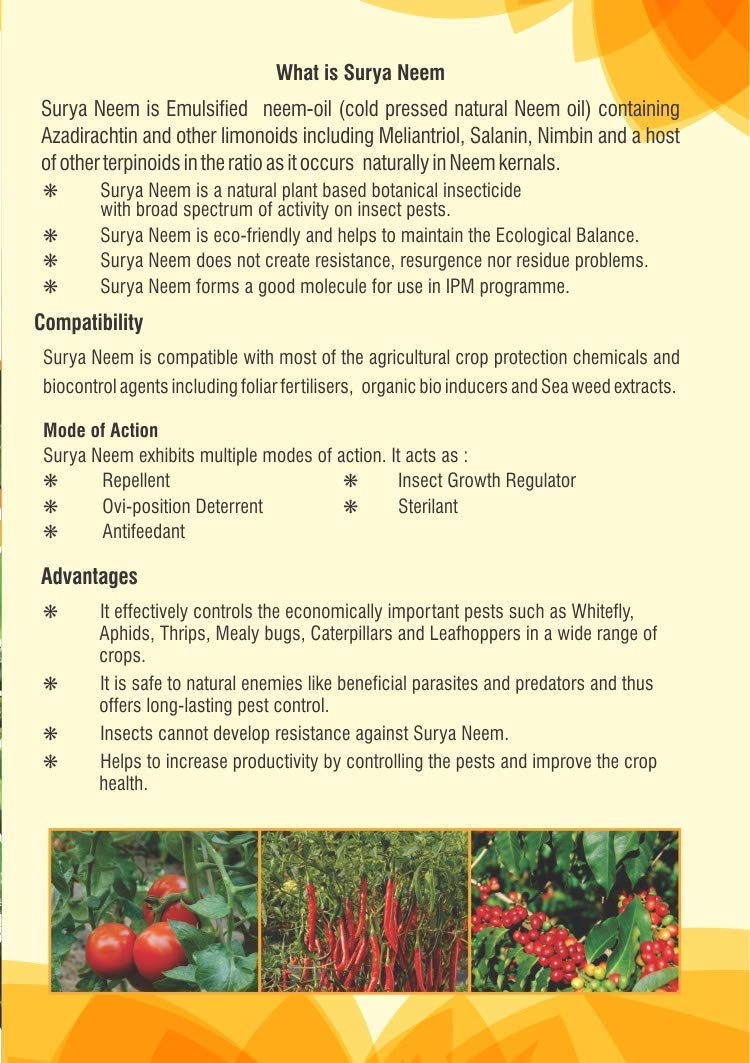 What is Surya Neem
Surya Neem is Emulsified neem-oil (cold pressed natural Neem oil) containing
Azadirachtin and other limonoids including Meliantriol, Salanin, Nimbin and a host
of other terpinoids in the ratio as it occurs naturally in Neem kernals.
❋ Surya Neem is a natural plant based botanical insecticide
with broad spectrum of activity on insect pests.
❋ Surya Neem is eco-friendly and helps to maintain the Ecological Balance.
❋ Surya Neem does not create resistance, resurgence nor residue problems.
❋ Surya Neem forms a good molecule for use in IPM programme.
Compatibility
Surya Neem is compatible with most of the agricultural crop protection chemicals and
biocontrol agents including foliar fertilisers, organic bio inducers and Sea weed extracts.
Mode of Action
Surya Neem exhibits multiple modes of action. It acts as :
❋ Repellent ❋ Insect Growth Regulator
❋ Ovi-position Deterrent ❋ Sterilant
❋ Antifeedant
Advantages
❋ It effectively controls the economically important pests such as Whitefly,
Aphids, Thrips, Mealy bugs, Caterpillars and Leafhoppers in a wide range of
crops.
❋ It is safe to natural enemies like beneficial parasites and predators and thus
offers long-lasting pest control.
❋ Insects cannot develop resistance against Surya Neem.
❋ Helps to increase productivity by controlling the pests and improve the crop
health.